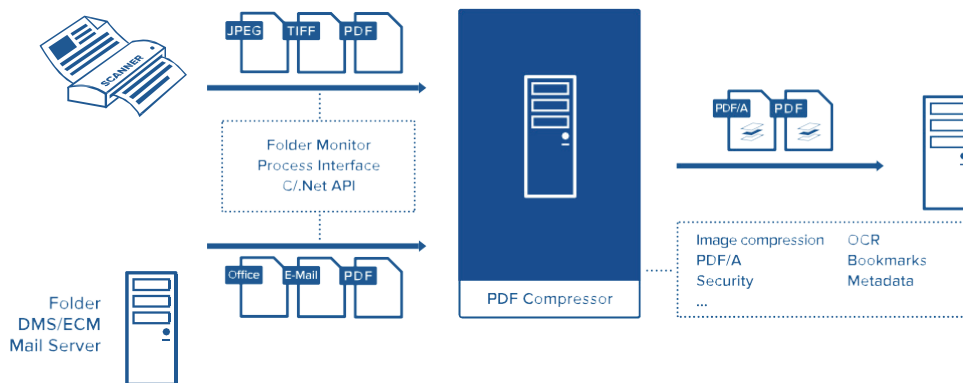 JPEG TIFF PDF
SCANNER
Folder Monitor
Process Interface
C/.Net API
Office E-Mail PDF
Folder
DMS/ECM
Mail Server
PDF Compressor
PDF/A PDF
Image compression OCR
PDF/A Bookmarks
Security Metadata
...